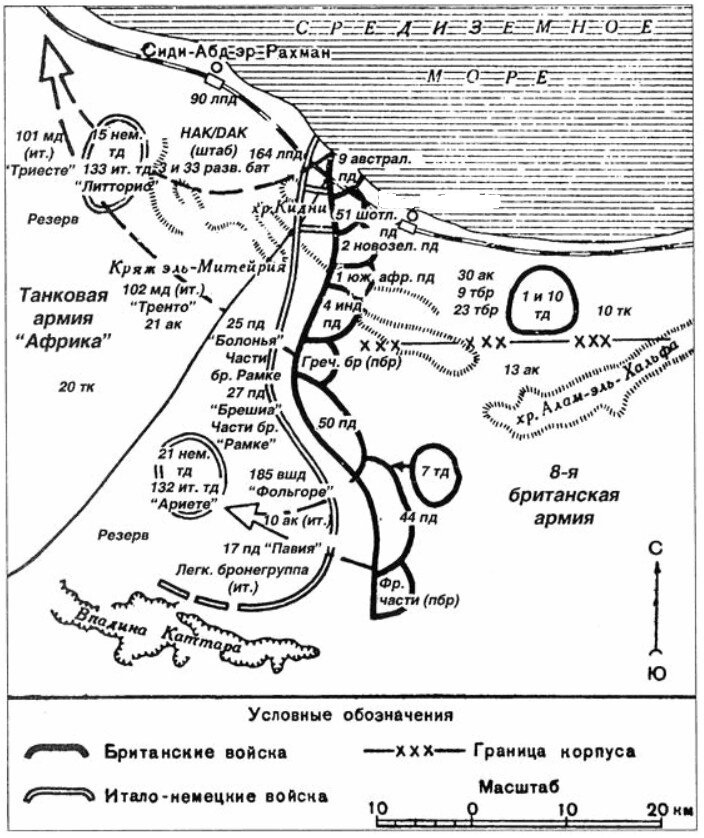 СРЕДИЗЕМНОЕ
МОРЕ
Сиди-Абд-эр-Рахман
90 лпд
101 мд
(ит.)
"Триесте"
15 нем.
тд
133 ит. тд
"Литторио"
НАК/DAK
(штаб)
164 лпд
3 и 33 разв. бат
9 австрал.
пд
Резерв
хр. Кидни
51 шотл.
пд
2 новозел. пд
Кряж эль-Митейрия
1 юж. афр. пд
102 мд (ит.)
"Тренто"
21 ак
Танковая
армия
"Африка"
4 инд.
пд
30 ак
9 тбр
23 тбр
1 и 10
тд
10 тк
25 пд
"Болонья"
Части
бр. Рамке
Греч. бр (пбр)
13 ак
хр. Алам-эль-Хальфа
20 тк
27 пд
"Брешиа"
Части бр.
"Рамке"
50 пд
21 нем.
тд
132 ит. тд
"Ариете"
185 вшд
"Фольгоре"
7 тд
8-я
британская
армия
10 ак (ит.)
44 пд
Резерв
17 пд "Павия"
Легк. бронегруппа
(ит.)
Фр.
части (пбр)
С
Ю
Впадина Каттара
Условные обозначения
Британские войска
ХХХ Граница корпуса
Итало-немецкие войска
Масштаб
10 0 10 20 км